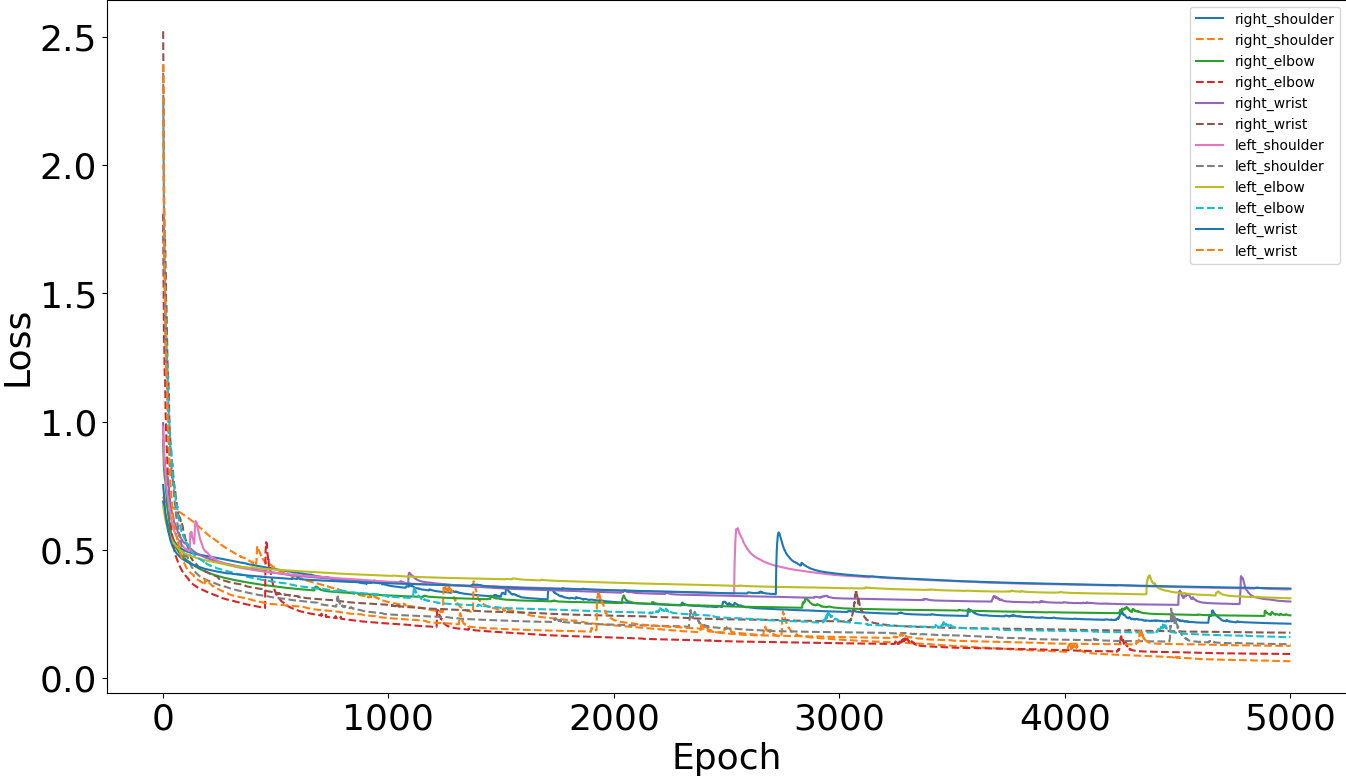 2.5
2.0
1.5
1.0
0.5
0.0
Loss
0 1000 2000 3000 4000 5000
Epoch
right_shoulder
right_shoulder
right_elbow
right_elbow
right_wrist
right_wrist
left_shoulder
left_shoulder
left_elbow
left_elbow
left_wrist
left_wrist